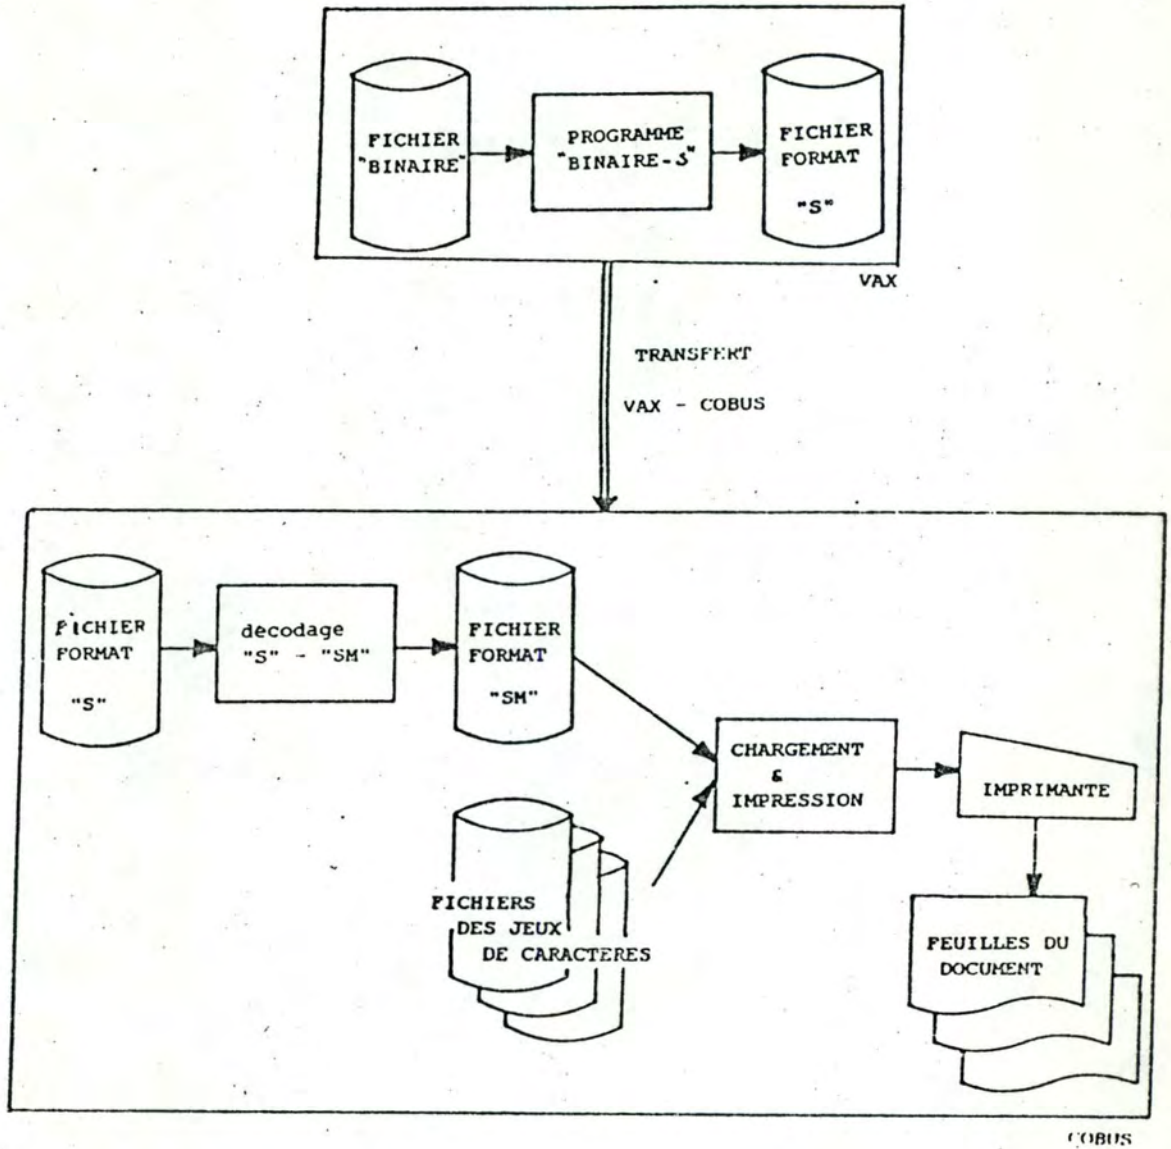 FICHIER
"BINAIRE"
PROGRAMME
"BINAIRE-S"
FICHIER
FORMAT
"S"
VAX
TRANSFERT
VAX - COBUS
FICHIER
FORMAT
"S"
décodage
"S" - "SM"
FICHIER
FORMAT
"SM"
CHARGEMENT
&
IMPRESSION
IMPRIMANTE
FICHIERS
DES JEUX
DE CARACTERES
FEUILLES DU
DOCUMENT
COBUS